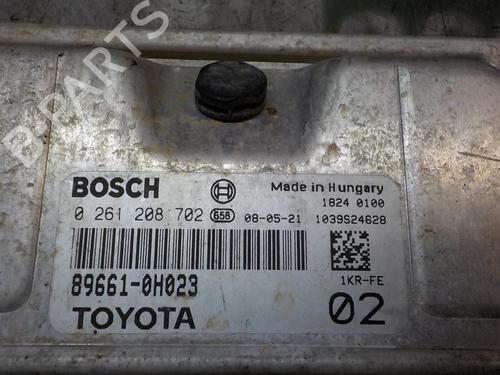 B-PARTS
BOSCH
Made in Hungary
1824 0100
0 261 208 702 658 08-05-21 1039S24628
89661-0H023
1KR-FE
TOYOTA
02